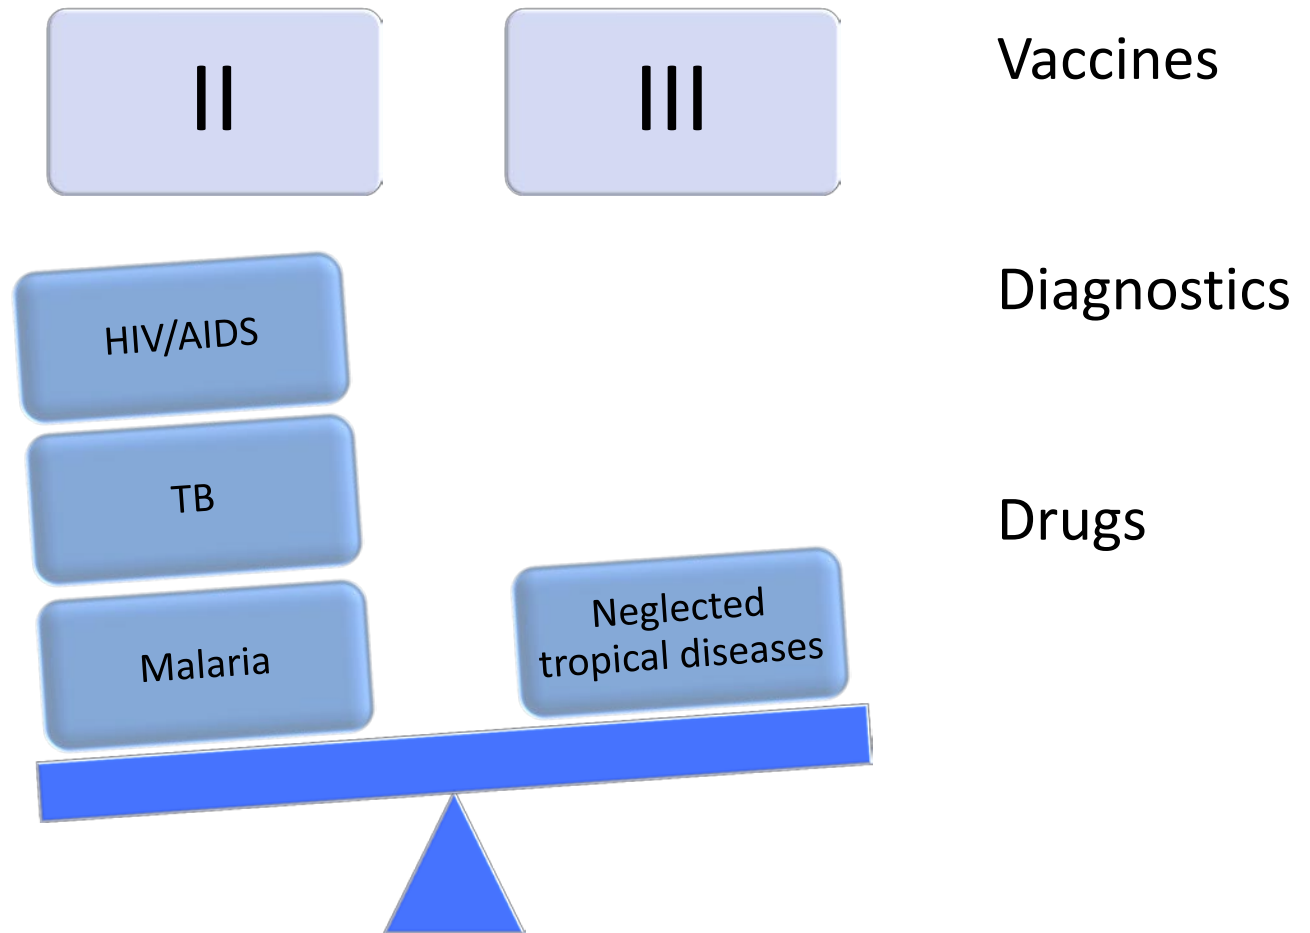 II
III
Vaccines
Diagnostics
HIV/AIDS
TB
Drugs
Neglected
tropical diseases
Malaria